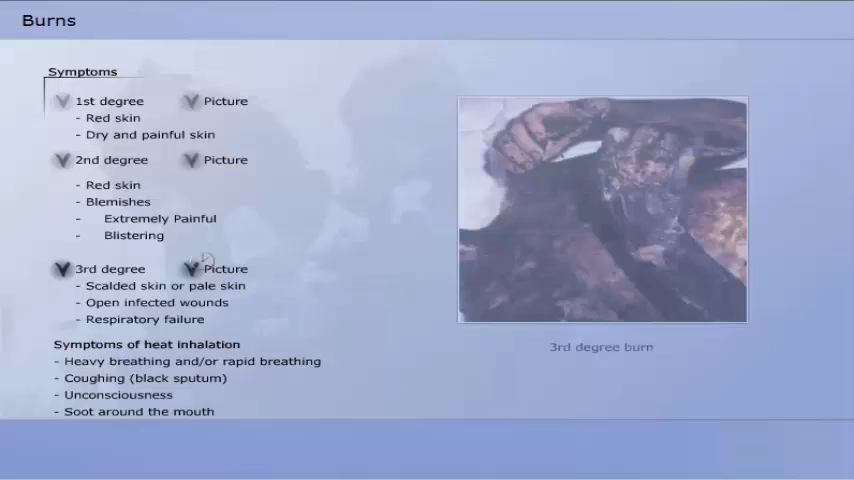 Burns
Symptoms
1st degree Picture
- Red skin
- Dry and painful skin
2nd degree Picture
- Red skin
- Blemishes
- Extremely Painful
- Blistering
3rd degree Picture
- Scalded skin or pale skin
- Open infected wounds
- Respiratory failure
Symptoms of heat inhalation
- Heavy breathing and/or rapid breathing
- Coughing (black sputum)
- Unconsciousness
- Soot around the mouth
3rd degree burn